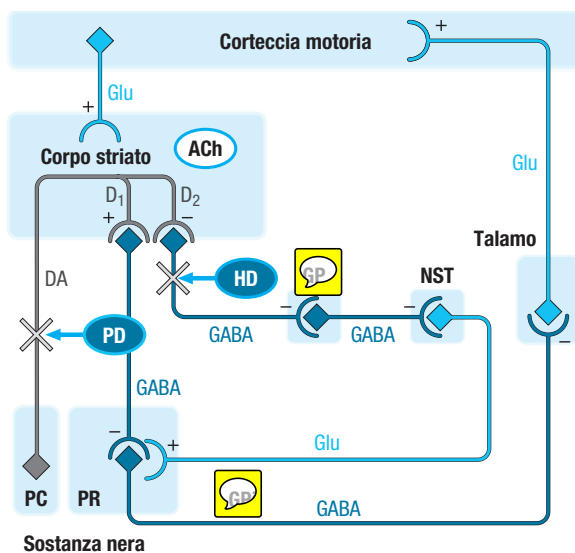 Corteccia motoria
+
Glu
+
Corpo striato
ACh
Glu
D1
D2
+
−
Talamo
DA
HD
GP
NST
−
−
PD
GABA
GABA
−
GABA
−
+
Glu
PC
PR
GP
GABA
Sostanza nera